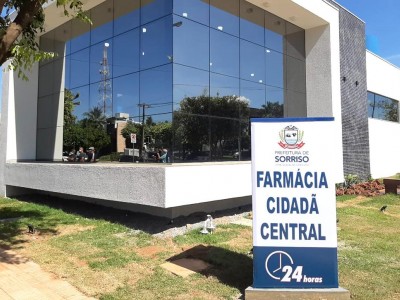 PREFEITURA DE
SORRISO
FARMÁCIA
CIDADÃ
CENTRAL
24 horas